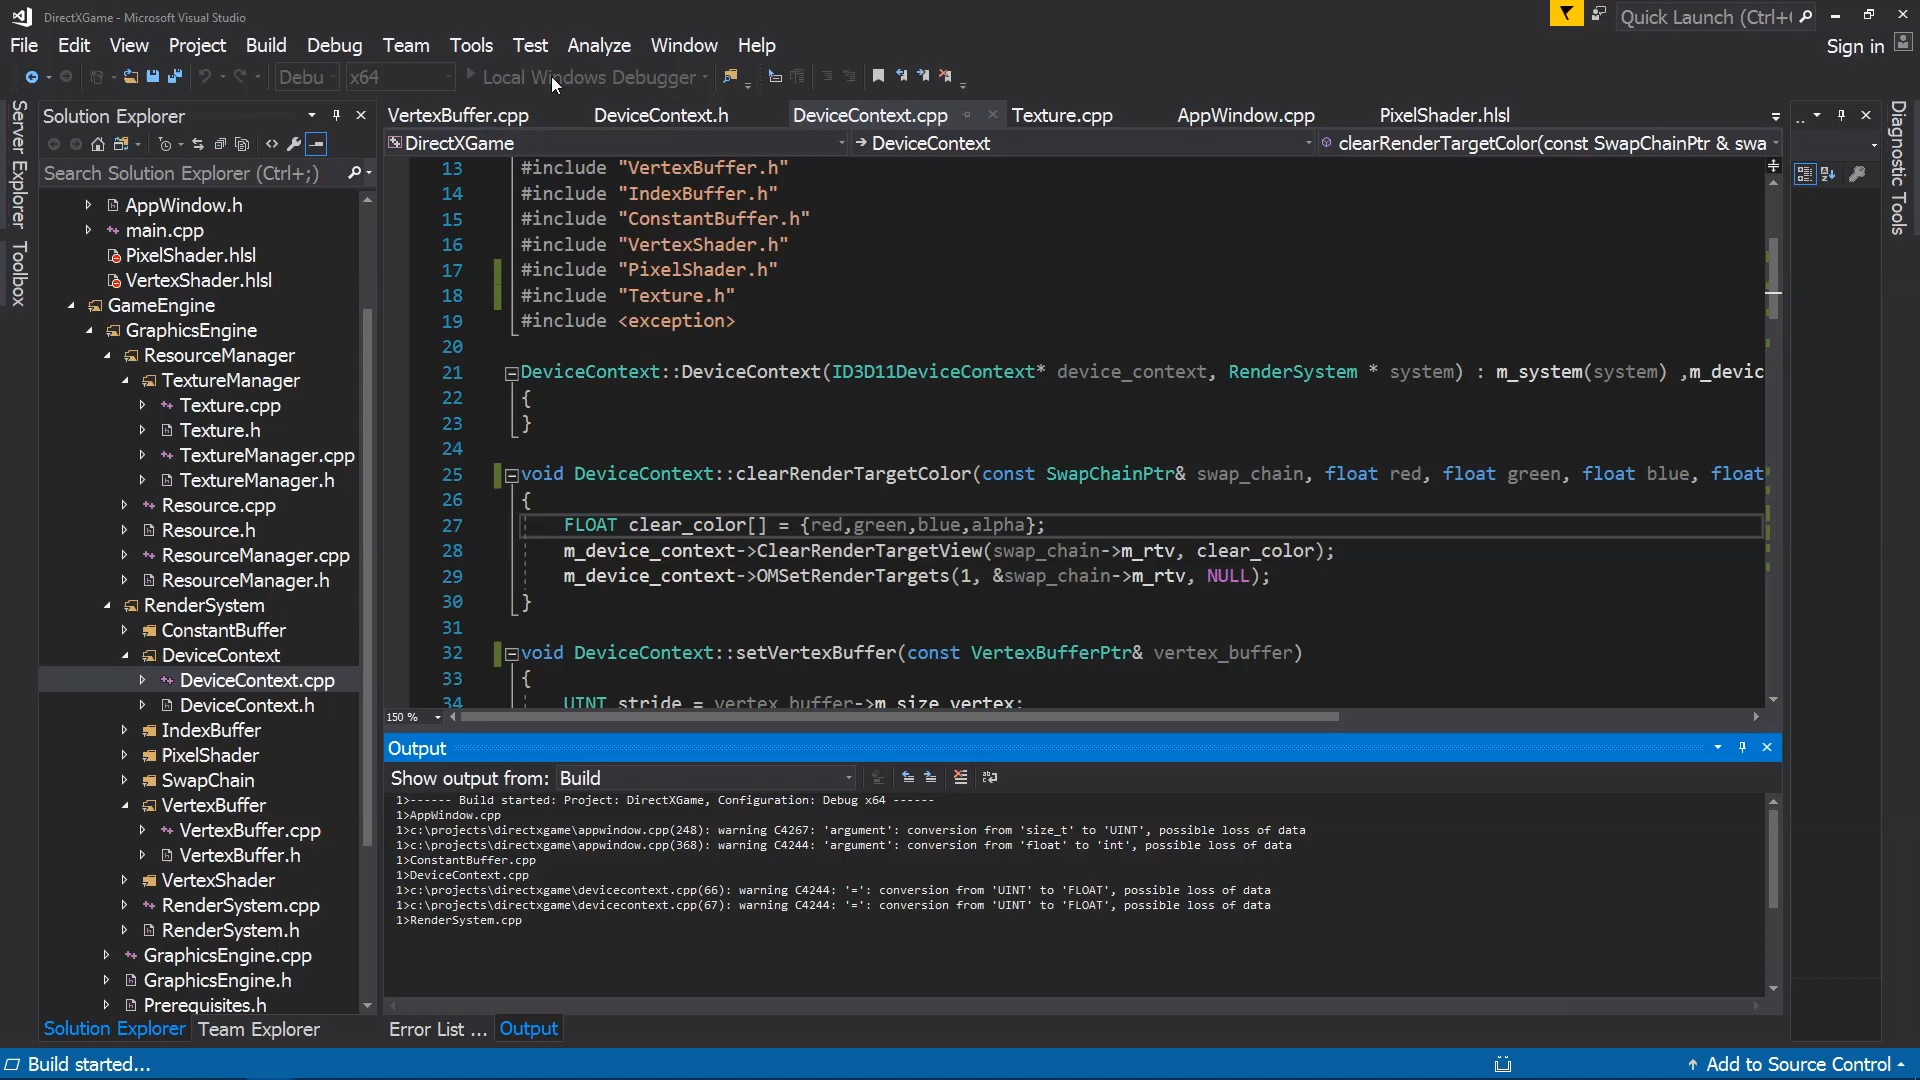 DirectXGame - Microsoft Visual Studio
Quick Launch (Ctrl+
File Edit View Project Build Debug Team Tools Test Analyze Window Help
Sign in
Debu x64 Local Windows Debugger
Server Explorer
Toolbox
Solution Explorer
Search Solution Explorer (Ctrl+;)
AppWindow.h
main.cpp
PixelShader.hlsl
VertexShader.hlsl
GameEngine
GraphicsEngine
ResourceManager
TextureManager
Texture.cpp
Texture.h
TextureManager.cpp
TextureManager.h
Resource.cpp
Resource.h
ResourceManager.cpp
ResourceManager.h
RenderSystem
ConstantBuffer
DeviceContext
DeviceContext.cpp
DeviceContext.h
IndexBuffer
PixelShader
SwapChain
VertexBuffer
VertexBuffer.cpp
VertexBuffer.h
VertexShader
RenderSystem.cpp
RenderSystem.h
GraphicsEngine.cpp
GraphicsEngine.h
Prerequisites.h
Solution Explorer Team Explorer
VertexBuffer.cpp DeviceContext.h DeviceContext.cpp Texture.cpp AppWindow.cpp PixelShader.hlsl
DirectXGame DeviceContext clearRenderTargetColor(const SwapChainPtr & swa
13 #include "VertexBuffer.h"
14 #include "IndexBuffer.h"
15 #include "ConstantBuffer.h"
16 #include "VertexShader.h"
17 #include "PixelShader.h"
18 #include "Texture.h"
19 #include <exception>
20
21 DeviceContext::DeviceContext(ID3D11DeviceContext* device_context, RenderSystem * system) : m_system(system) ,m_devic
22 {
23 }
24
25 void DeviceContext::clearRenderTargetColor(const SwapChainPtr& swap_chain, float red, float green, float blue, float
26 {
27 FLOAT clear_color[] = {red,green,blue,alpha};
28 m_device_context->ClearRenderTargetView(swap_chain->m_rtv, clear_color);
29 m_device_context->OMSetRenderTargets(1, &swap_chain->m_rtv, NULL);
30 }
31
32 void DeviceContext::setVertexBuffer(const VertexBufferPtr& vertex_buffer)
33 {
34 UINT stride = vertex_buffer->m_size_vertex;
150 %
Output
Show output from: Build
1>------ Build started: Project: DirectXGame, Configuration: Debug x64 ------
1>AppWindow.cpp
1>c:\projects\directxgame\appwindow.cpp(248): warning C4267: 'argument': conversion from 'size_t' to 'UINT', possible loss of data
1>c:\projects\directxgame\appwindow.cpp(368): warning C4244: 'argument': conversion from 'float' to 'int', possible loss of data
1>ConstantBuffer.cpp
1>DeviceContext.cpp
1>c:\projects\directxgame\devicecontext.cpp(66): warning C4244: '=': conversion from 'UINT' to 'FLOAT', possible loss of data
1>c:\projects\directxgame\devicecontext.cpp(67): warning C4244: '=': conversion from 'UINT' to 'FLOAT', possible loss of data
1>RenderSystem.cpp
Error List ... Output
Diagnostic Tools
Build started...
Add to Source Control